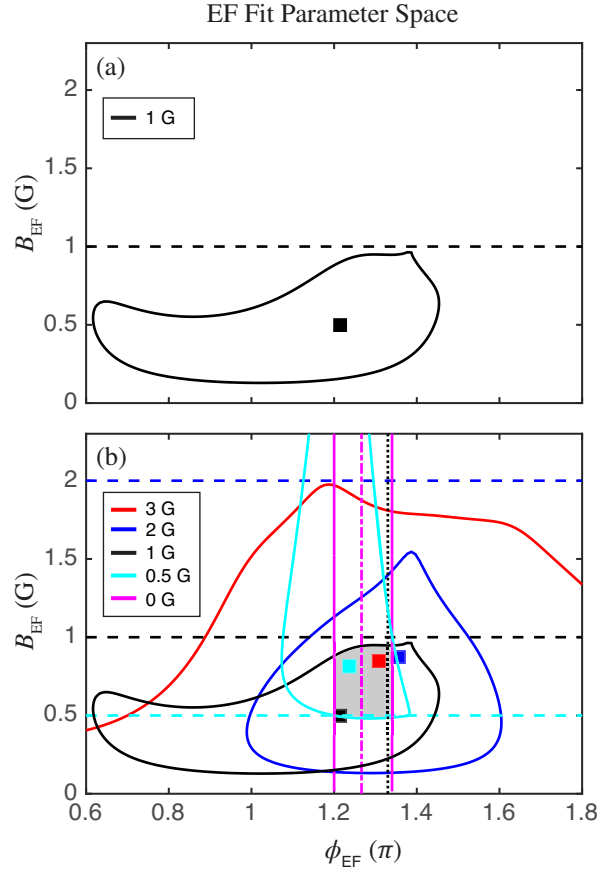 EF Fit Parameter Space
(a)
1 G
2
1.5
1
0.5
0
B_EF (G)
(b)
3 G
2 G
1 G
0.5 G
0 G
2
1.5
1
0.5
0
B_EF (G)
0.6 0.8 1 1.2 1.4 1.6 1.8
ϕ_EF (π)